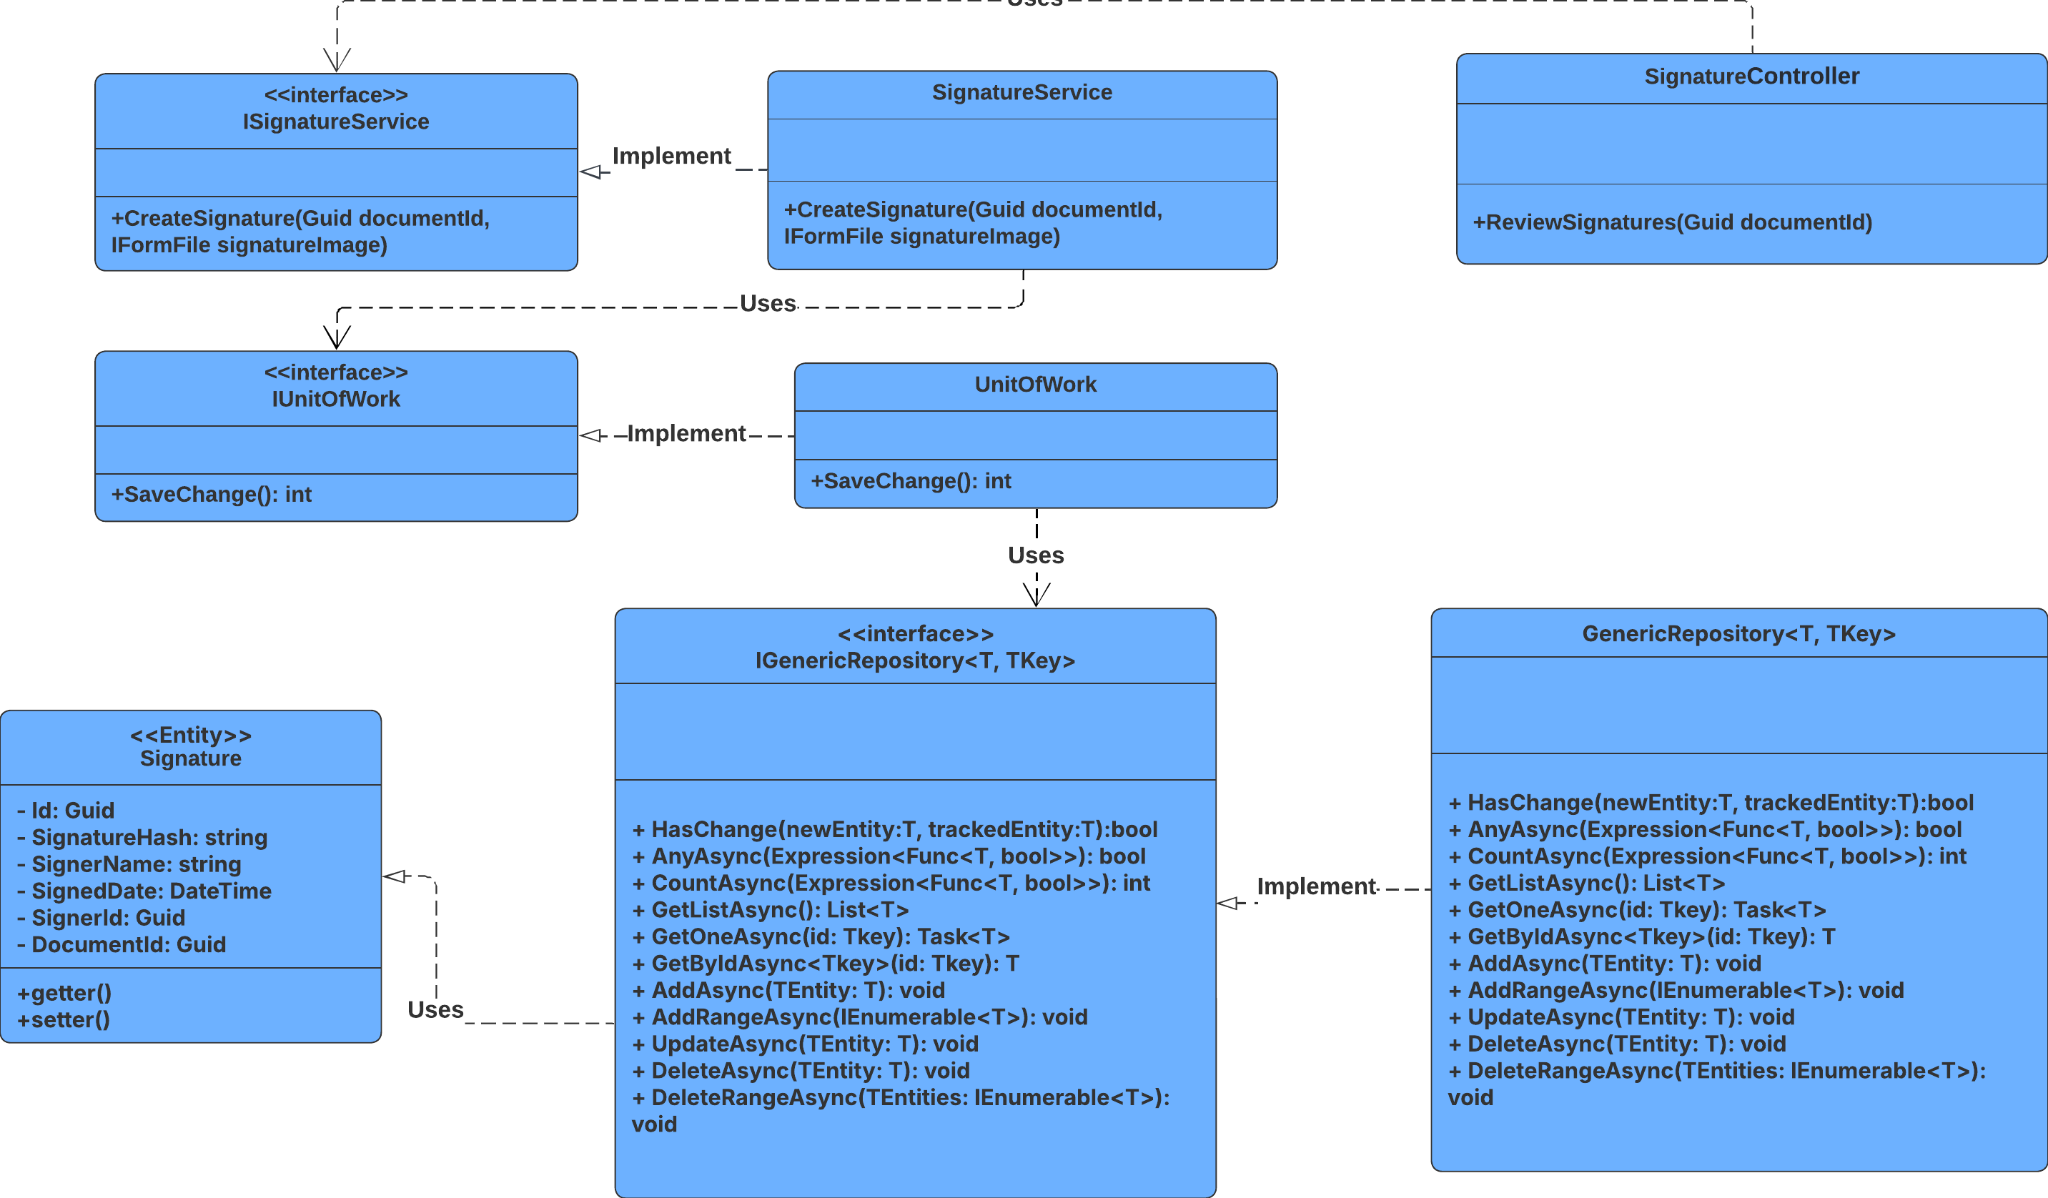 Uses
<<interface>>
ISignatureService
+CreateSignature(Guid documentId,
IFormFile signatureImage)
Implement
SignatureService
+CreateSignature(Guid documentId,
IFormFile signatureImage)
SignatureController
+ReviewSignatures(Guid documentId)
Uses
<<interface>>
IUnitOfWork
+SaveChange(): int
Implement
UnitOfWork
+SaveChange(): int
Uses
<<Entity>>
Signature
- Id: Guid
- SignatureHash: string
- SignerName: string
- SignedDate: DateTime
- SignerId: Guid
- DocumentId: Guid
+getter()
+setter()
Uses
<<interface>>
IGenericRepository<T, TKey>
+ HasChange(newEntity:T, trackedEntity:T):bool
+ AnyAsync(Expression<Func<T, bool>>): bool
+ CountAsync(Expression<Func<T, bool>>): int
+ GetListAsync(): List<T>
+ GetOneAsync(id: Tkey): Task<T>
+ GetByIdAsync<Tkey>(id: Tkey): T
+ AddAsync(TEntity: T): void
+ AddRangeAsync(IEnumerable<T>): void
+ UpdateAsync(TEntity: T): void
+ DeleteAsync(TEntity: T): void
+ DeleteRangeAsync(TEntities: IEnumerable<T>):
void
Implement
GenericRepository<T, TKey>
+ HasChange(newEntity:T, trackedEntity:T):bool
+ AnyAsync(Expression<Func<T, bool>>): bool
+ CountAsync(Expression<Func<T, bool>>): int
+ GetListAsync(): List<T>
+ GetOneAsync(id: Tkey): Task<T>
+ GetByIdAsync<Tkey>(id: Tkey): T
+ AddAsync(TEntity: T): void
+ AddRangeAsync(IEnumerable<T>): void
+ UpdateAsync(TEntity: T): void
+ DeleteAsync(TEntity: T): void
+ DeleteRangeAsync(TEntities: IEnumerable<T>):
void